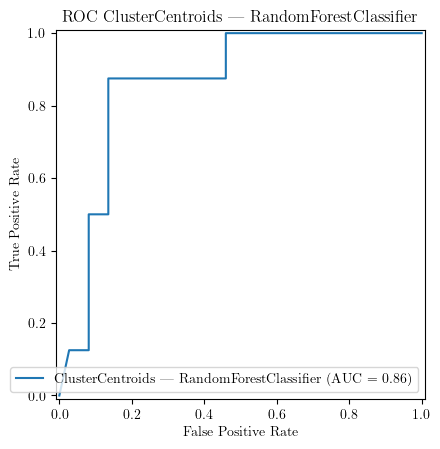 ROC ClusterCentroids — RandomForestClassifier
True Positive Rate
1.0
0.8
0.6
0.4
0.2
0.0
ClusterCentroids — RandomForestClassifier (AUC = 0.86)
0.0 0.2 0.4 0.6 0.8 1.0
False Positive Rate